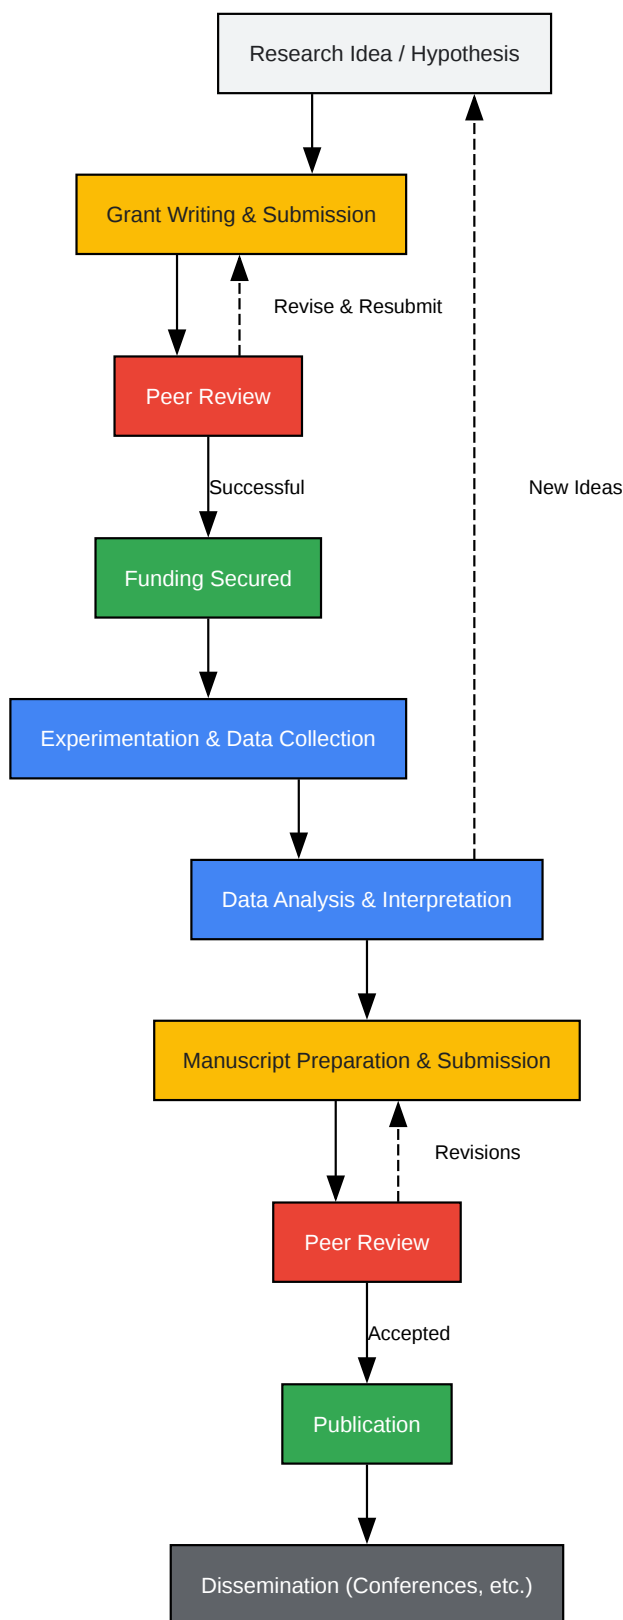 Research Idea / Hypothesis
Grant Writing & Submission
Revise & Resubmit
Peer Review
Successful
New Ideas
Funding Secured
Experimentation & Data Collection
Data Analysis & Interpretation
Manuscript Preparation & Submission
Revisions
Peer Review
Accepted
Publication
Dissemination (Conferences, etc.)